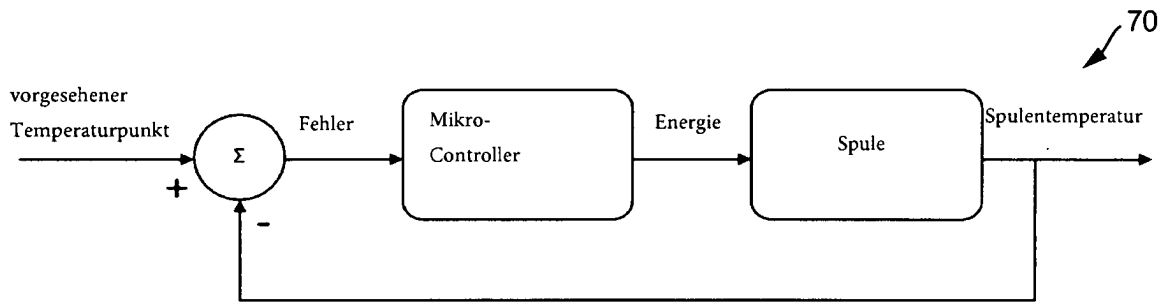 70
vorgesehener
Temperaturpunkt
Σ
+
-
Fehler
Mikro-
Controller
Energie
Spule
Spulentemperatur